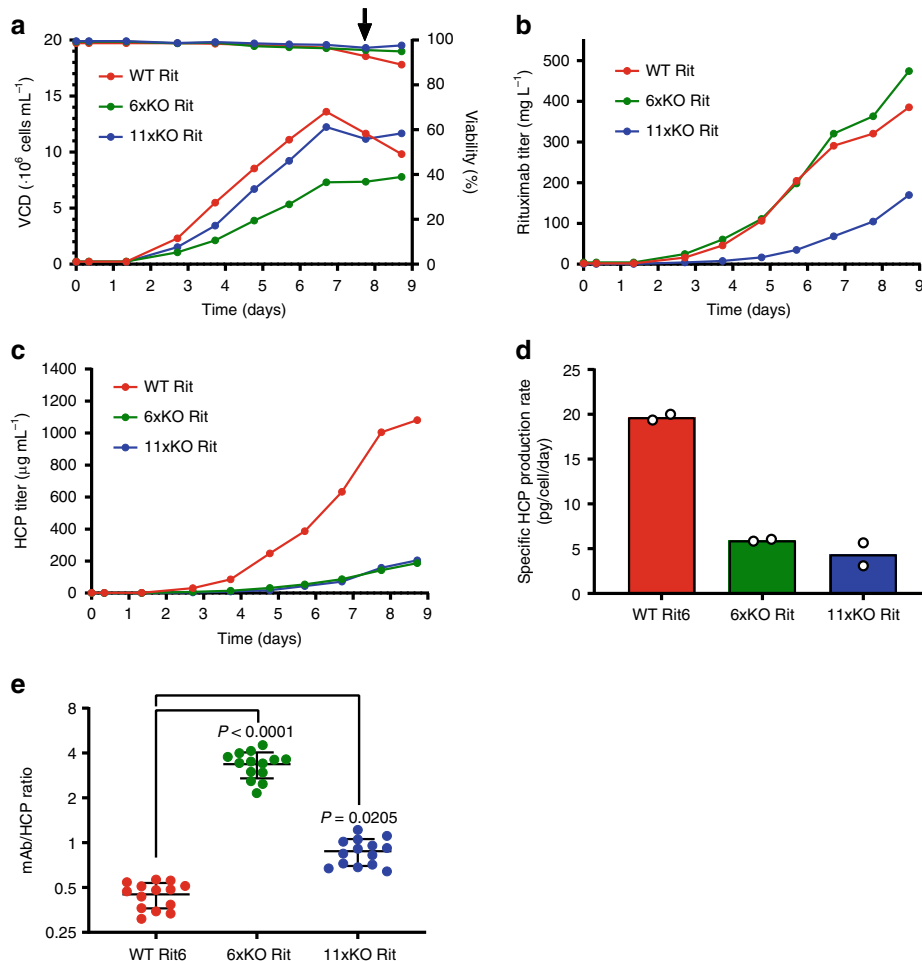 a
20
15
10
5
0
VCD (·10⁶ cells mL⁻¹)
100
80
60
40
20
0
Viability (%)
WT Rit
6xKO Rit
11xKO Rit
0 1 2 3 4 5 6 7 8 9
Time (days)
b
500
400
300
200
100
0
Rituximab titer (mg L⁻¹)
WT Rit
6xKO Rit
11xKO Rit
0 1 2 3 4 5 6 7 8 9
Time (days)
c
1400
1200
1000
800
600
400
200
0
HCP titer (µg mL⁻¹)
WT Rit
6xKO Rit
11xKO Rit
0 1 2 3 4 5 6 7 8 9
Time (days)
d
25
20
15
10
5
0
Specific HCP production rate
(pg/cell/day)
WT Rit6 6xKO Rit 11xKO Rit
e
8
4
2
1
0.5
0.25
mAb/HCP ratio
P < 0.0001
P = 0.0205
WT Rit6 6xKO Rit 11xKO Rit